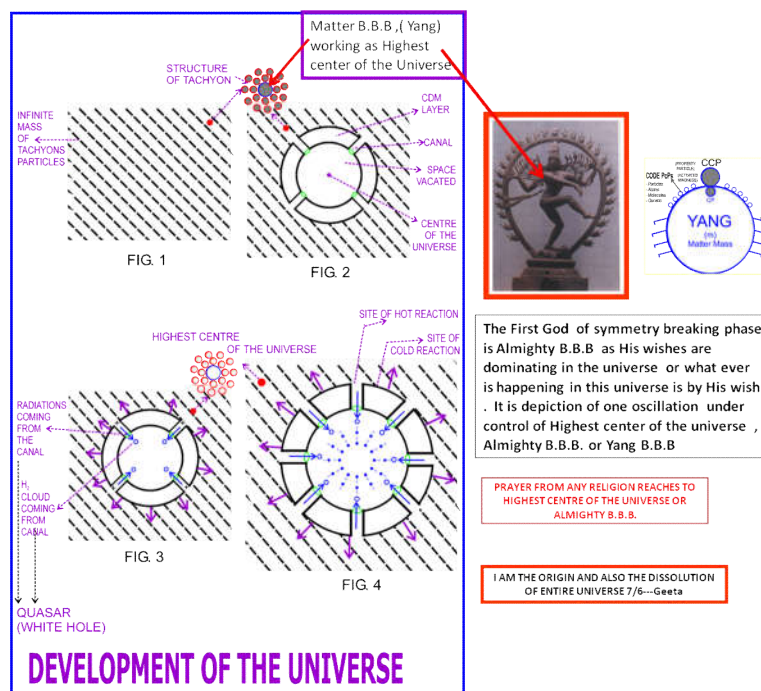 Matter B.B.B ,( Yang)
working as Highest
center of the Universe
STRUCTURE
OF TACHYON
INFINITE
MASS
OF
TACHYONS
PARTICLES
CDM
LAYER
CANAL
SPACE
VACATED
CENTRE
OF THE
UNIVERSE
FIG. 1
FIG. 2
HIGHEST CENTRE
OF THE UNIVERSE
SITE OF HOT REACTION
SITE OF
COLD REACTION
RADIATIONS
COMING
FROM
THE
CANAL
H2
CLOUD
COMING
FROM
CANAL
FIG. 3
FIG. 4
QUASAR
(WHITE HOLE)
DEVELOPMENT OF THE UNIVERSE
CCP
CODE PcPs
CP
YANG
(m)
Matter Mass
The First God of symmetry breaking phase
is Almighty B.B.B as His wishes are
dominating in the universe or what ever
is happening in this universe is by His wish
. It is depiction of one oscillation under
control of Highest center of the universe ,
Almighty B.B.B. or Yang B.B.B
PRAYER FROM ANY RELIGION REACHES TO
HIGHEST CENTRE OF THE UNIVERSE OR
ALMIGHTY B.B.B.
I AM THE ORIGIN AND ALSO THE DISSOLUTION
OF ENTIRE UNIVERSE 7/6---Geeta